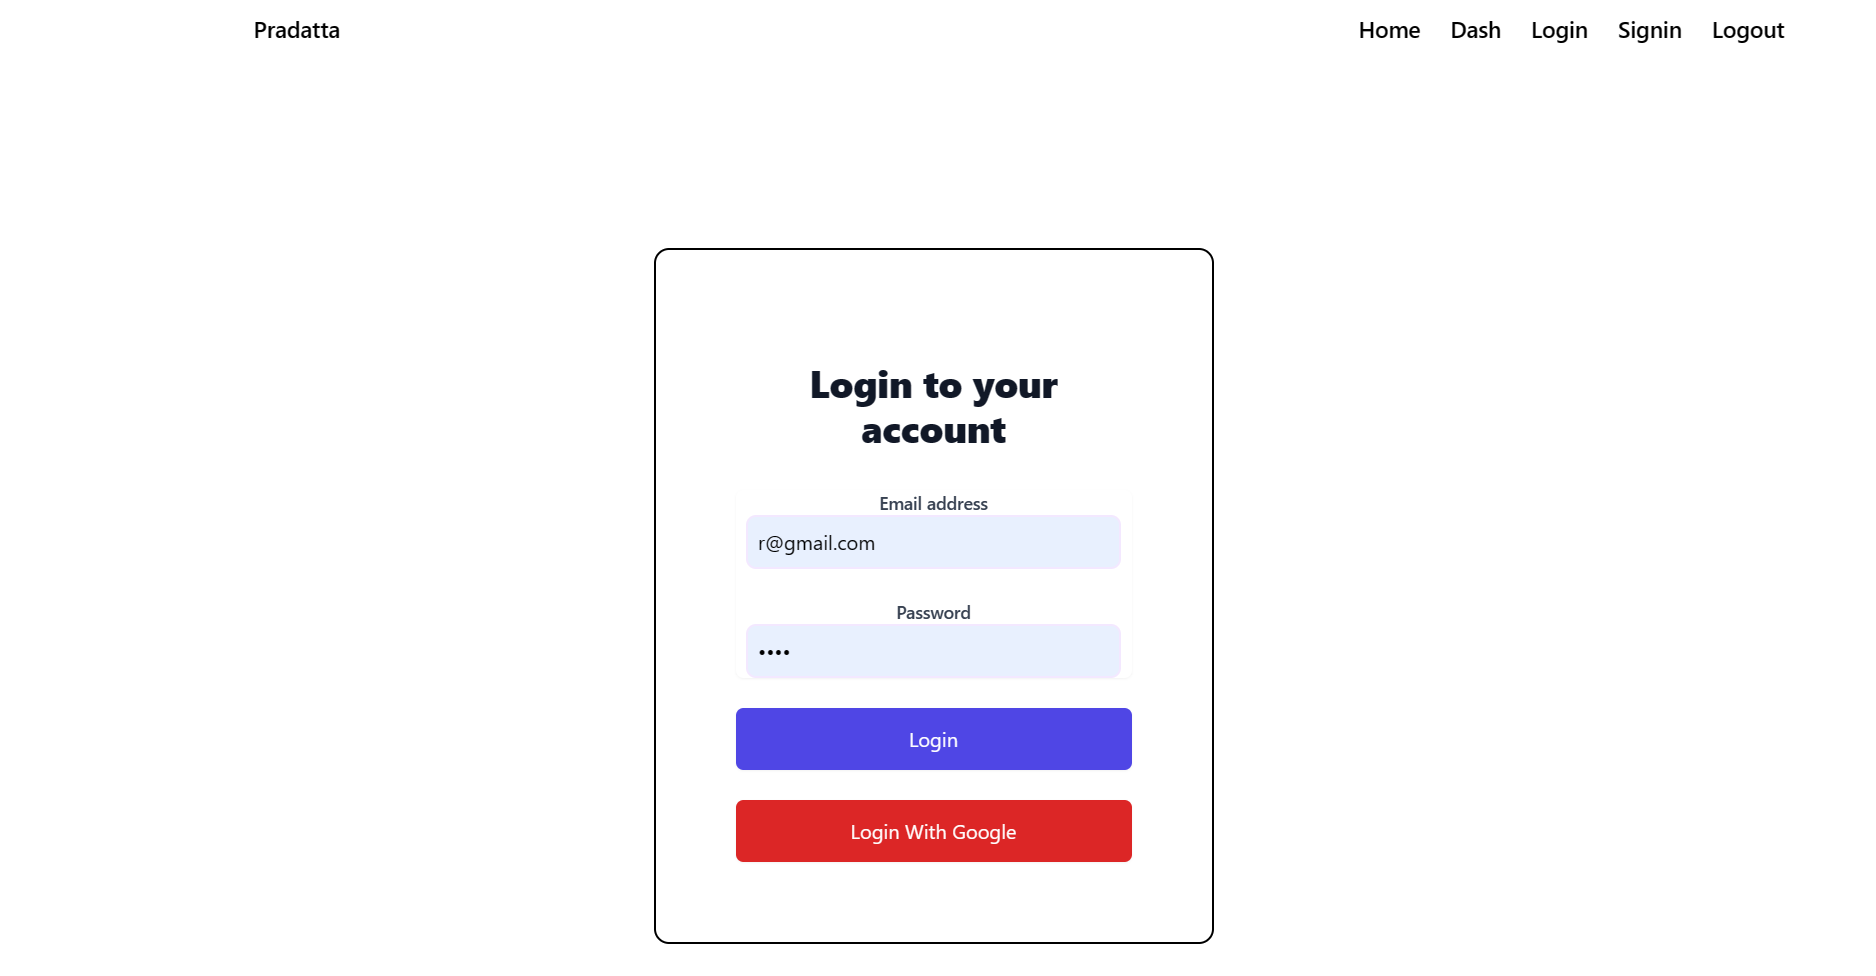 Pradatta
Home Dash Login Signin Logout
Login to your
account
Email address
r@gmail.com
Password
••••
Login
Login With Google